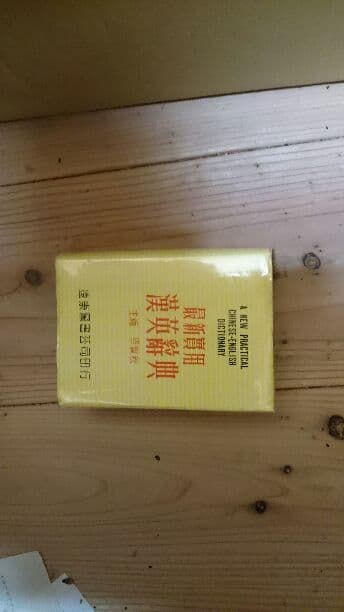 A NEW PRACTICAL
CHINESE-ENGLISH
DICTIONARY
最新實用
漢英辭典
主編 梁實秋
遠東圖書公司印行